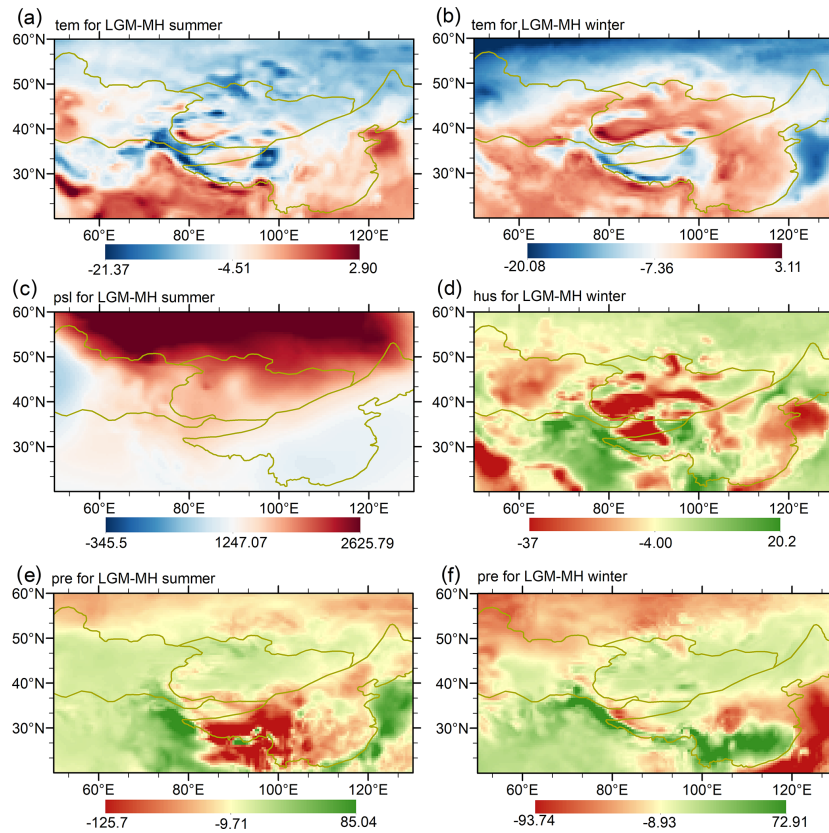 (a) tem for LGM-MH summer
60°N
50°N
40°N
30°N
60°E 80°E 100°E 120°E
-21.37 -4.51 2.90
(b) tem for LGM-MH winter
60°N
50°N
40°N
30°N
60°E 80°E 100°E 120°E
-20.08 -7.36 3.11
(c) psl for LGM-MH summer
60°N
50°N
40°N
30°N
60°E 80°E 100°E 120°E
-345.5 1247.07 2625.79
(d) hus for LGM-MH winter
60°N
50°N
40°N
30°N
60°E 80°E 100°E 120°E
-37 -4.00 20.2
(e) pre for LGM-MH summer
60°N
50°N
40°N
30°N
60°E 80°E 100°E 120°E
-125.7 -9.71 85.04
(f) pre for LGM-MH winter
60°N
50°N
40°N
30°N
60°E 80°E 100°E 120°E
-93.74 -8.93 72.91